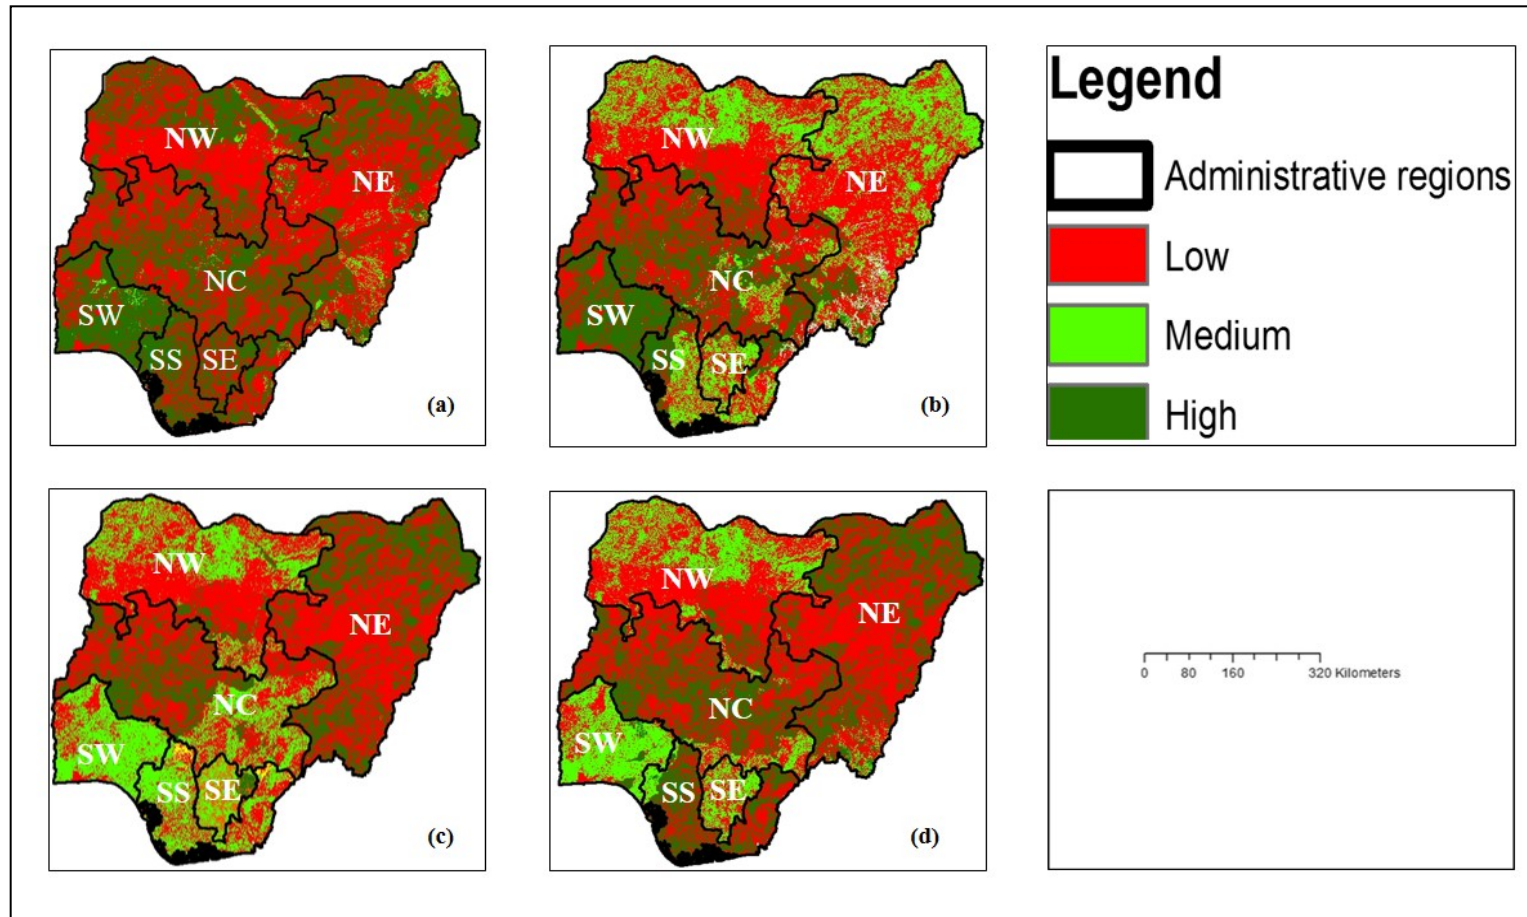 NW
NE
NC
SW
SS
SE
(a)
NW
NE
NC
SW
SS
SE
(b)
Legend
Administrative regions
Low
Medium
High
NW
NE
NC
SW
SS
SE
(c)
NW
NE
NC
SW
SS
SE
(d)
0 80 160 320 Kilometers